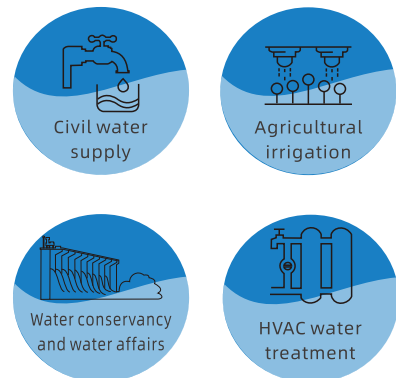 Civil water
supply
Agricultural
irrigation
Water conservancy
and water affairs
HVAC water
treatment